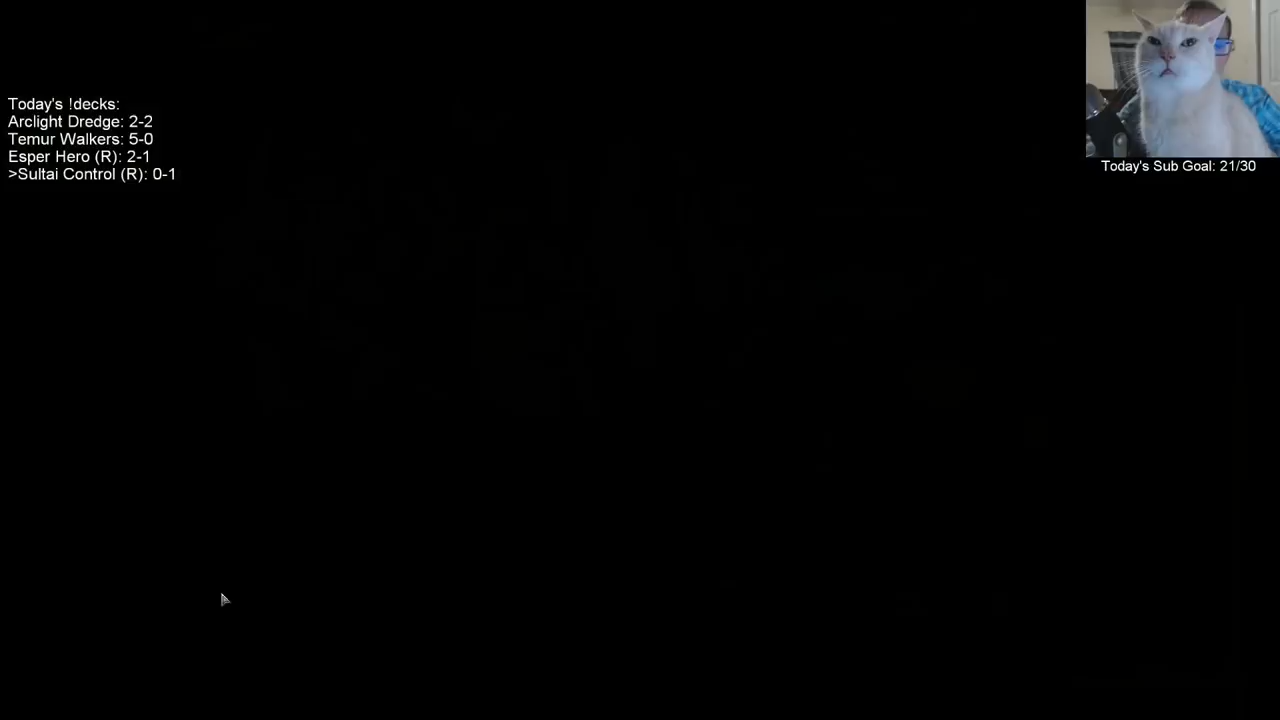 Today's !decks:
Arclight Dredge: 2-2
Temur Walkers: 5-0
Esper Hero (R): 2-1
>Sultai Control (R): 0-1
Today's Sub Goal: 21/30